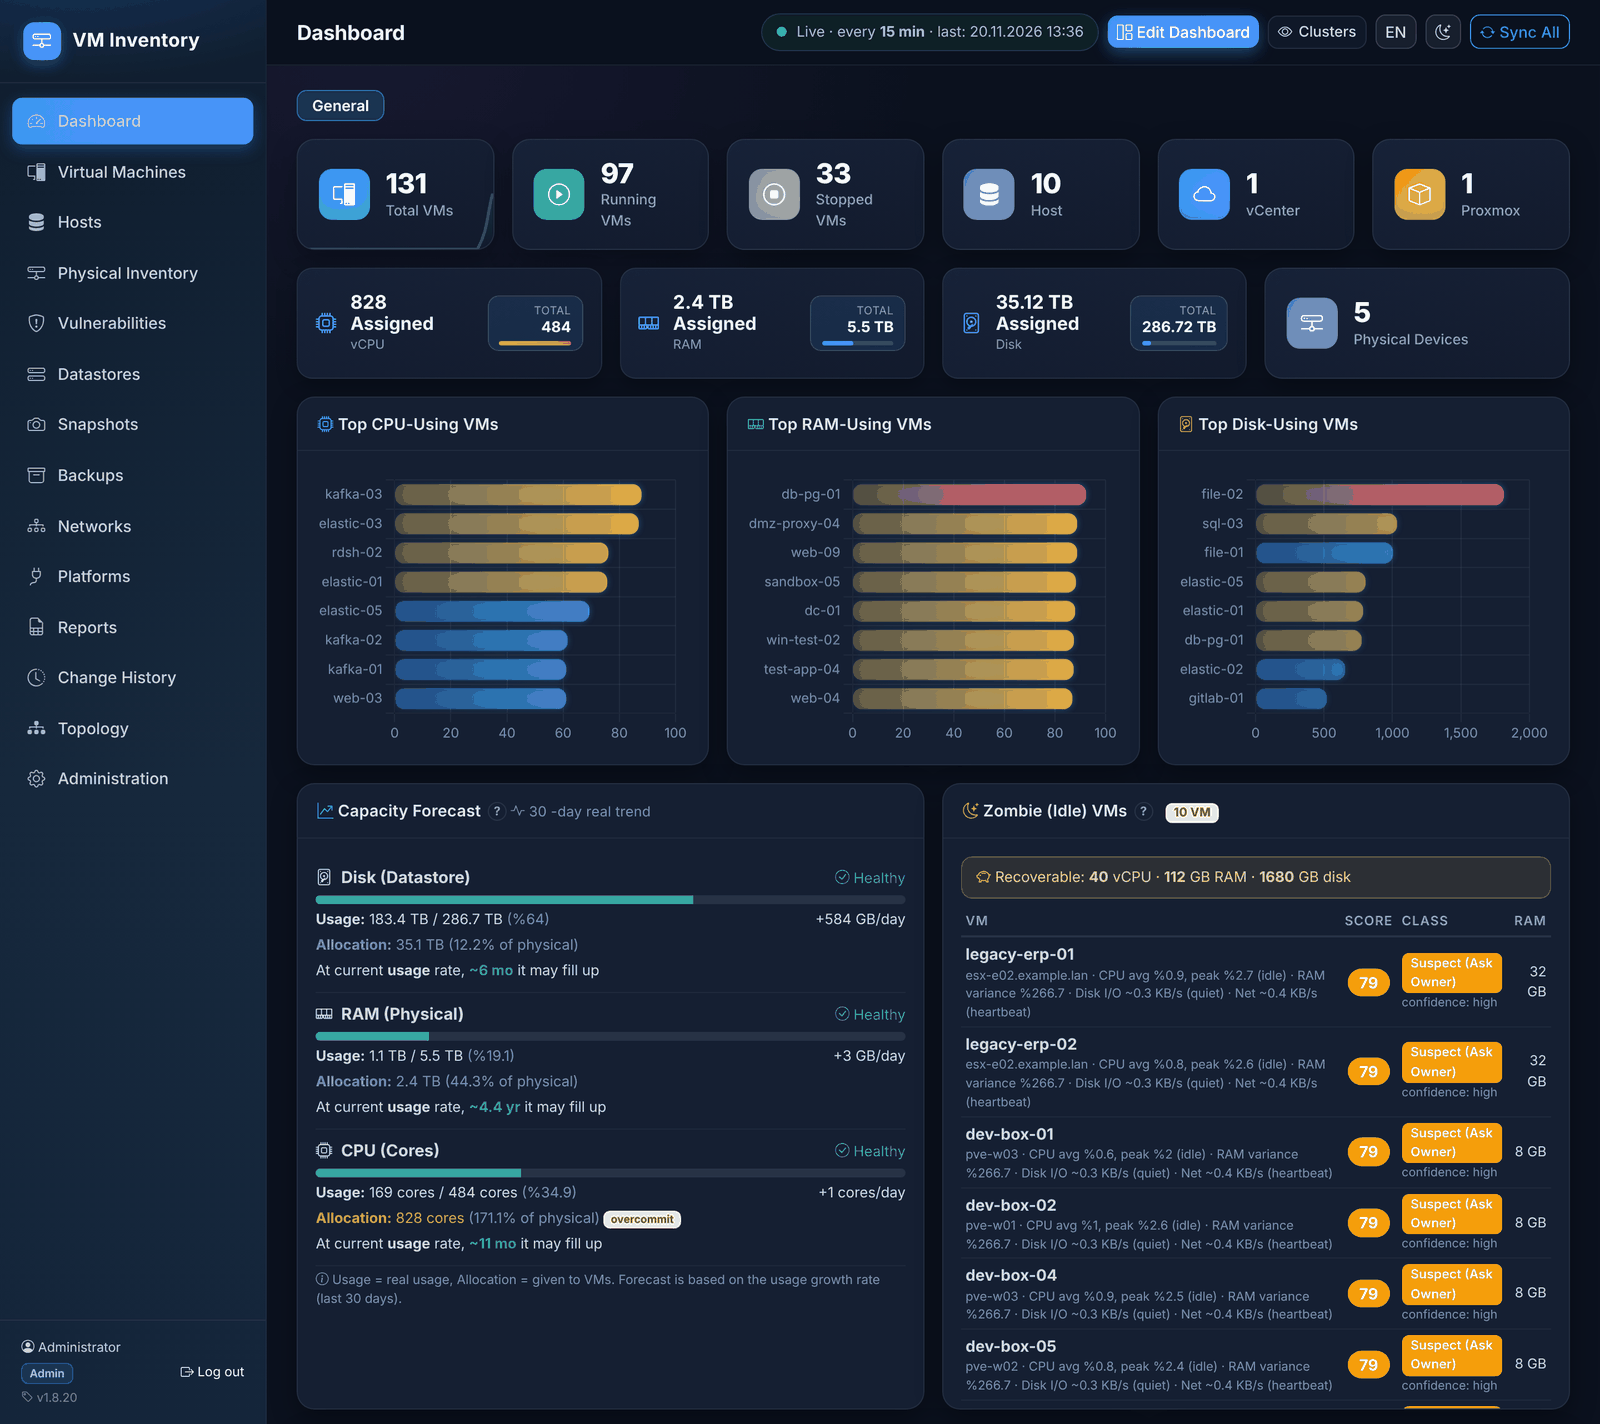 VM Inventory
Dashboard
Live · every 15 min · last: 20.11.2026 13:36
Edit Dashboard
Clusters
EN
Sync All
Dashboard
Virtual Machines
Hosts
Physical Inventory
Vulnerabilities
Datastores
Snapshots
Backups
Networks
Platforms
Reports
Change History
Topology
Administration
Administrator
Admin
Log out
v1.8.20
General
131
Total VMs
97
Running
VMs
33
Stopped
VMs
10
Host
1
vCenter
1
Proxmox
828
Assigned
vCPU
TOTAL
484
2.4 TB
Assigned
RAM
TOTAL
5.5 TB
35.12 TB
Assigned
Disk
TOTAL
286.72 TB
5
Physical Devices
Top CPU-Using VMs
kafka-03
elastic-03
rdsh-02
elastic-01
elastic-05
kafka-02
kafka-01
web-03
0 20 40 60 80 100
Top RAM-Using VMs
db-pg-01
dmz-proxy-04
web-09
sandbox-05
dc-01
win-test-02
test-app-04
web-04
0 20 40 60 80 100
Top Disk-Using VMs
file-02
sql-03
file-01
elastic-05
elastic-01
db-pg-01
elastic-02
gitlab-01
0 500 1,000 1,500 2,000
Capacity Forecast ? 30 -day real trend
Disk (Datastore) Healthy
Usage: 183.4 TB / 286.7 TB (%64) +584 GB/day
Allocation: 35.1 TB (12.2% of physical)
At current usage rate, ~6 mo it may fill up
RAM (Physical) Healthy
Usage: 1.1 TB / 5.5 TB (%19.1) +3 GB/day
Allocation: 2.4 TB (44.3% of physical)
At current usage rate, ~4.4 yr it may fill up
CPU (Cores) Healthy
Usage: 169 cores / 484 cores (%34.9) +1 cores/day
Allocation: 828 cores (171.1% of physical) overcommit
At current usage rate, ~11 mo it may fill up
Usage = real usage, Allocation = given to VMs. Forecast is based on the usage growth rate
(last 30 days).
Zombie (Idle) VMs ? 10 VM
Recoverable: 40 vCPU · 112 GB RAM · 1680 GB disk
VM SCORE CLASS RAM
legacy-erp-01
esx-e02.example.lan · CPU avg %0.9, peak %2.7 (idle) · RAM
variance %266.7 · Disk I/O ~0.3 KB/s (quiet) · Net ~0.4 KB/s
(heartbeat)
79
Suspect (Ask
Owner)
confidence: high
32
GB
legacy-erp-02
esx-e02.example.lan · CPU avg %0.8, peak %2.6 (idle) · RAM
variance %266.7 · Disk I/O ~0.3 KB/s (quiet) · Net ~0.4 KB/s
(heartbeat)
79
Suspect (Ask
Owner)
confidence: high
32
GB
dev-box-01
pve-w03 · CPU avg %0.6, peak %2 (idle) · RAM variance
%266.7 · Disk I/O ~0.3 KB/s (quiet) · Net ~0.4 KB/s (heartbeat)
79
Suspect (Ask
Owner)
confidence: high
8 GB
dev-box-02
pve-w01 · CPU avg %1, peak %2.6 (idle) · RAM variance
%266.7 · Disk I/O ~0.3 KB/s (quiet) · Net ~0.4 KB/s (heartbeat)
79
Suspect (Ask
Owner)
confidence: high
8 GB
dev-box-04
pve-w03 · CPU avg %0.9, peak %2.5 (idle) · RAM variance
%266.7 · Disk I/O ~0.3 KB/s (quiet) · Net ~0.4 KB/s (heartbeat)
79
Suspect (Ask
Owner)
confidence: high
8 GB
dev-box-05
pve-w02 · CPU avg %0.8, peak %2.4 (idle) · RAM variance
%266.7 · Disk I/O ~0.3 KB/s (quiet) · Net ~0.4 KB/s (heartbeat)
79
Suspect (Ask
Owner)
confidence: high
8 GB